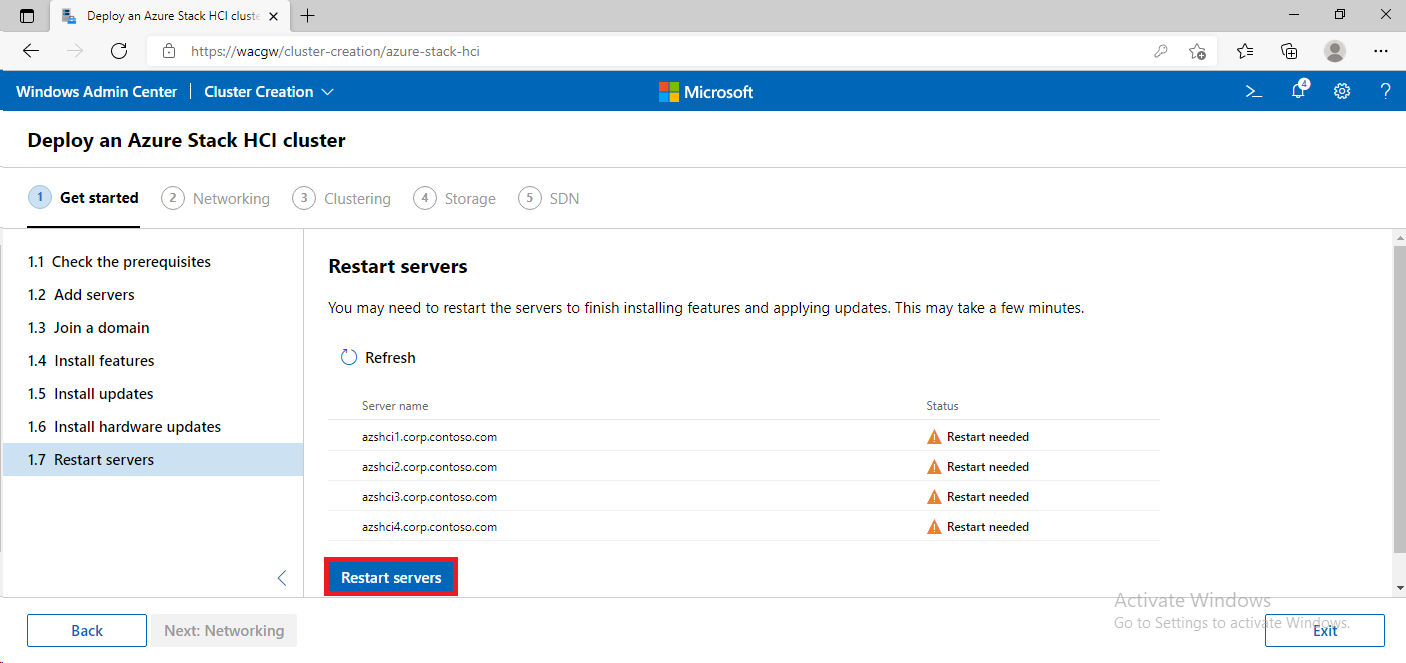 Deploy an Azure Stack HCI cluste
https://wacgw/cluster-creation/azure-stack-hci
Windows Admin Center
Cluster Creation
Microsoft
4
?
Deploy an Azure Stack HCI cluster
1 Get started
2 Networking
3 Clustering
4 Storage
5 SDN
1.1 Check the prerequisites
1.2 Add servers
1.3 Join a domain
1.4 Install features
1.5 Install updates
1.6 Install hardware updates
1.7 Restart servers
Restart servers
You may need to restart the servers to finish installing features and applying updates. This may take a few minutes.
Refresh
Server name Status
azshci1.corp.contoso.com Restart needed
azshci2.corp.contoso.com Restart needed
azshci3.corp.contoso.com Restart needed
azshci4.corp.contoso.com Restart needed
Restart servers
Activate Windows
Go to Settings to activate Windows.
Back
Next: Networking
Exit